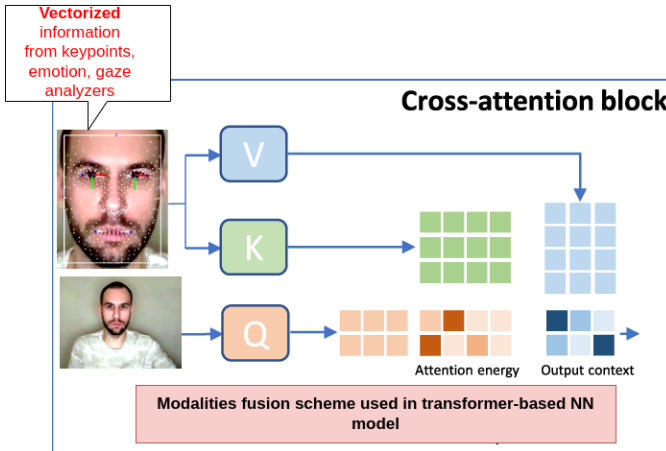 Vectorized
information
from keypoints,
emotion, gaze
analyzers
Cross-attention block
V
K
Q
Attention energy
Output context
Modalities fusion scheme used in transformer-based NN
model